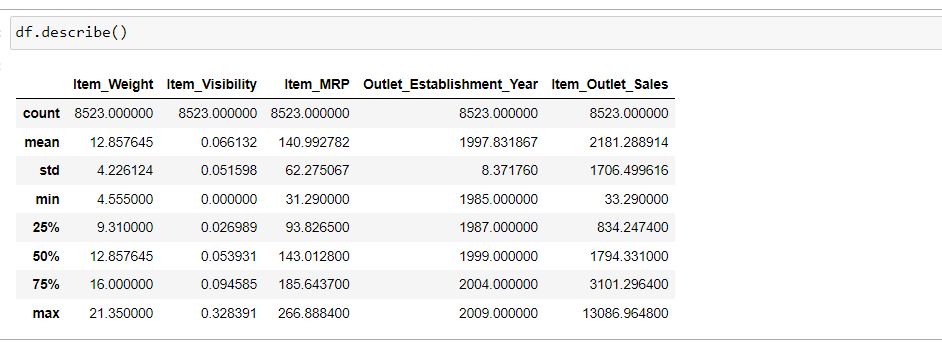 df.describe()
Item_Weight Item_Visibility Item_MRP Outlet_Establishment_Year Item_Outlet_Sales
count 8523.000000 8523.000000 8523.000000 8523.000000 8523.000000
mean 12.857645 0.066132 140.992782 1997.831867 2181.288914
std 4.226124 0.051598 62.275067 8.371760 1706.499616
min 4.555000 0.000000 31.290000 1985.000000 33.290000
25% 9.310000 0.026989 93.826500 1987.000000 834.247400
50% 12.857645 0.053931 143.012800 1999.000000 1794.331000
75% 16.000000 0.094585 185.643700 2004.000000 3101.296400
max 21.350000 0.328391 266.888400 2009.000000 13086.964800